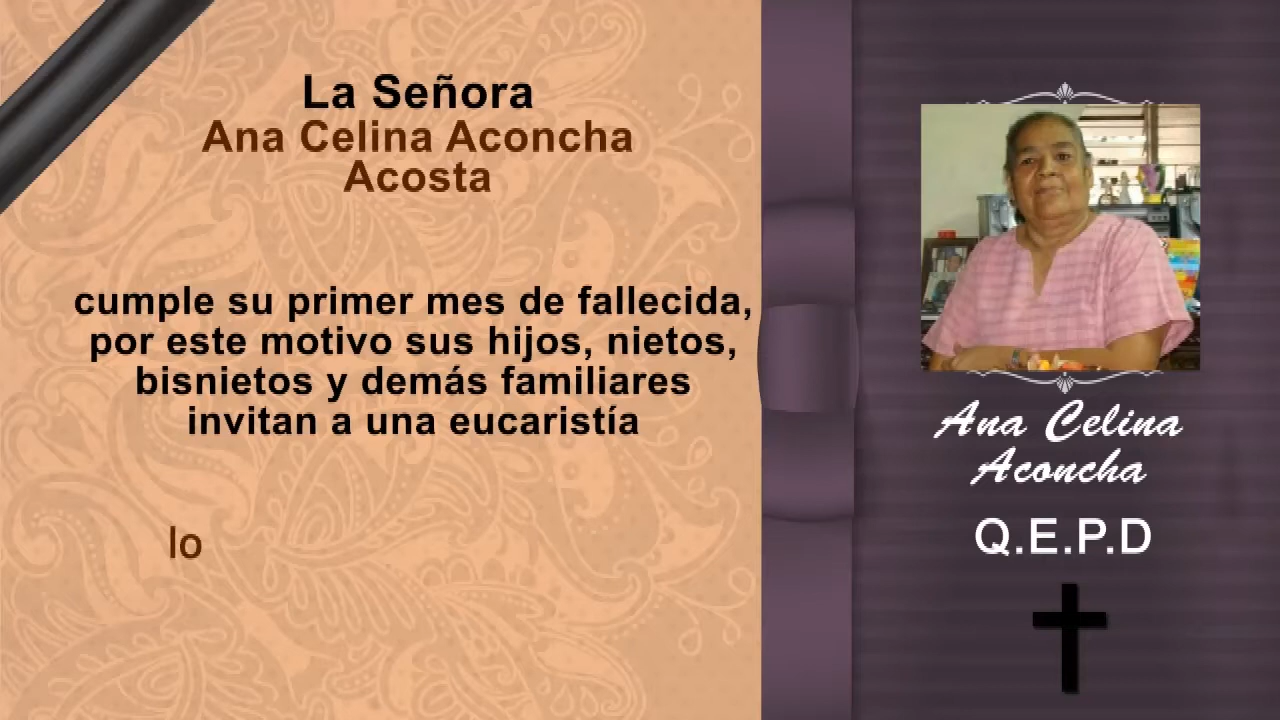 La Señora
Ana Celina Aconcha
Acosta
cumple su primer mes de fallecida,
por este motivo sus hijos, nietos,
bisnietos y demás familiares
invitan a una eucaristía
lo
Ana Celina
Aconcha
Q.E.P.D